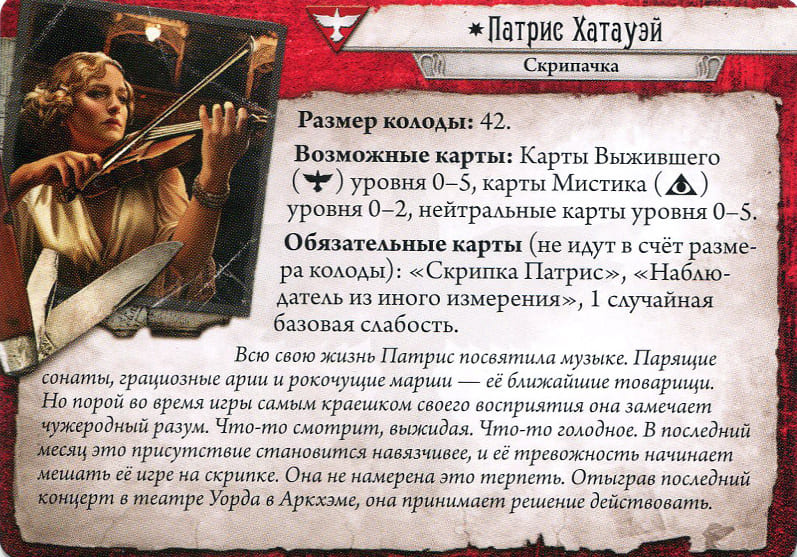 ✶Патрис Хатауэй
Скрипачка
Размер колоды: 42.
Возможные карты: Карты Выжившего
( ) уровня 0–5, карты Мистика ( )
уровня 0–2, нейтральные карты уровня 0–5.
Обязательные карты (не идут в счёт разме-
ра колоды): «Скрипка Патрис», «Наблю-
датель из иного измерения», 1 случайная
базовая слабость.
Всю свою жизнь Патрис посвятила музыке. Парящие
сонаты, грациозные арии и рокочущие марши — её ближайшие товарищи.
Но порой во время игры самым краешком своего восприятия она замечает
чужеродный разум. Что-то смотрит, выжидая. Что-то голодное. В последний
месяц это присутствие становится навязчивее, и её тревожность начинает
мешать её игре на скрипке. Она не намерена это терпеть. Отыграв последний
концерт в театре Уорда в Аркхэме, она принимает решение действовать.